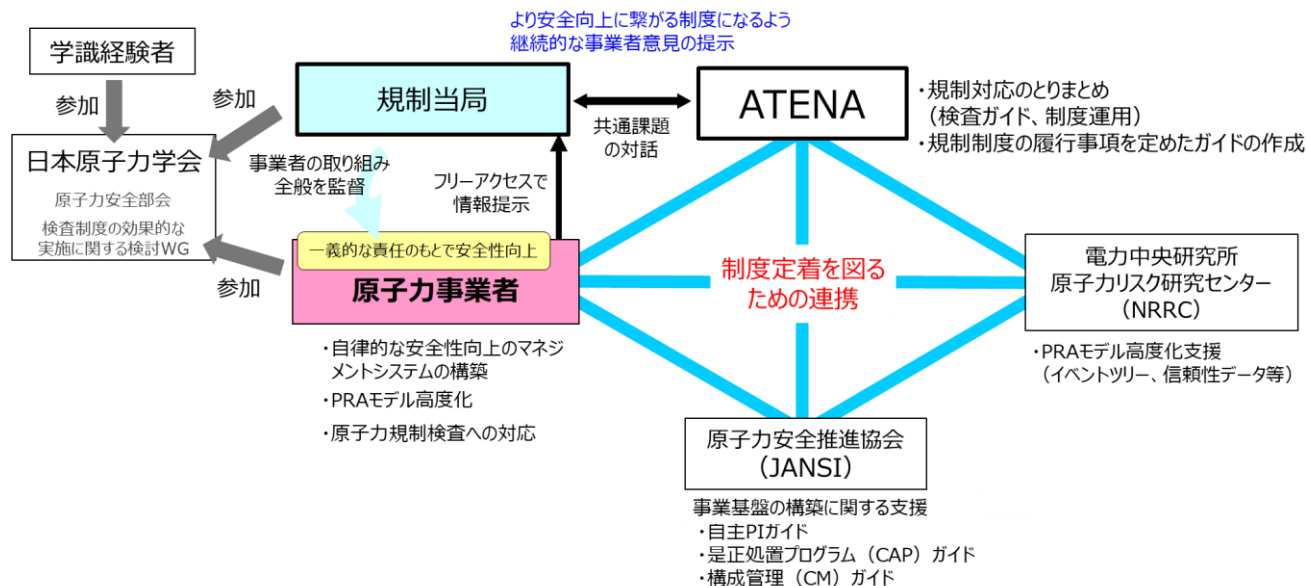 より安全向上に繋がる制度になるよう
継続的な事業者意見の提示
学識経験者
参加
参加
規制当局
共通課題
の対話
ATENA
・規制対応のとりまとめ
（検査ガイド、制度運用）
・規制制度の履行事項を定めたガイドの作成
日本原子力学会
原子力安全部会
検査制度の効果的な
実施に関する検討WG
参加
事業者の取り組み
全般を監督
フリーアクセスで
情報提示
一義的な責任のもとで安全性向上
原子力事業者
・自律的な安全性向上のマネジ
メントシステムの構築
・PRAモデル高度化
・原子力規制検査への対応
制度定着を図る
ための連携
電力中央研究所
原子力リスク研究センター
（NRRC）
・PRAモデル高度化支援
（イベントツリー、信頼性データ等）
原子力安全推進協会
（JANSI）
事業基盤の構築に関する支援
・自主PIガイド
・是正処置プログラム（CAP）ガイド
・構成管理（CM）ガイド